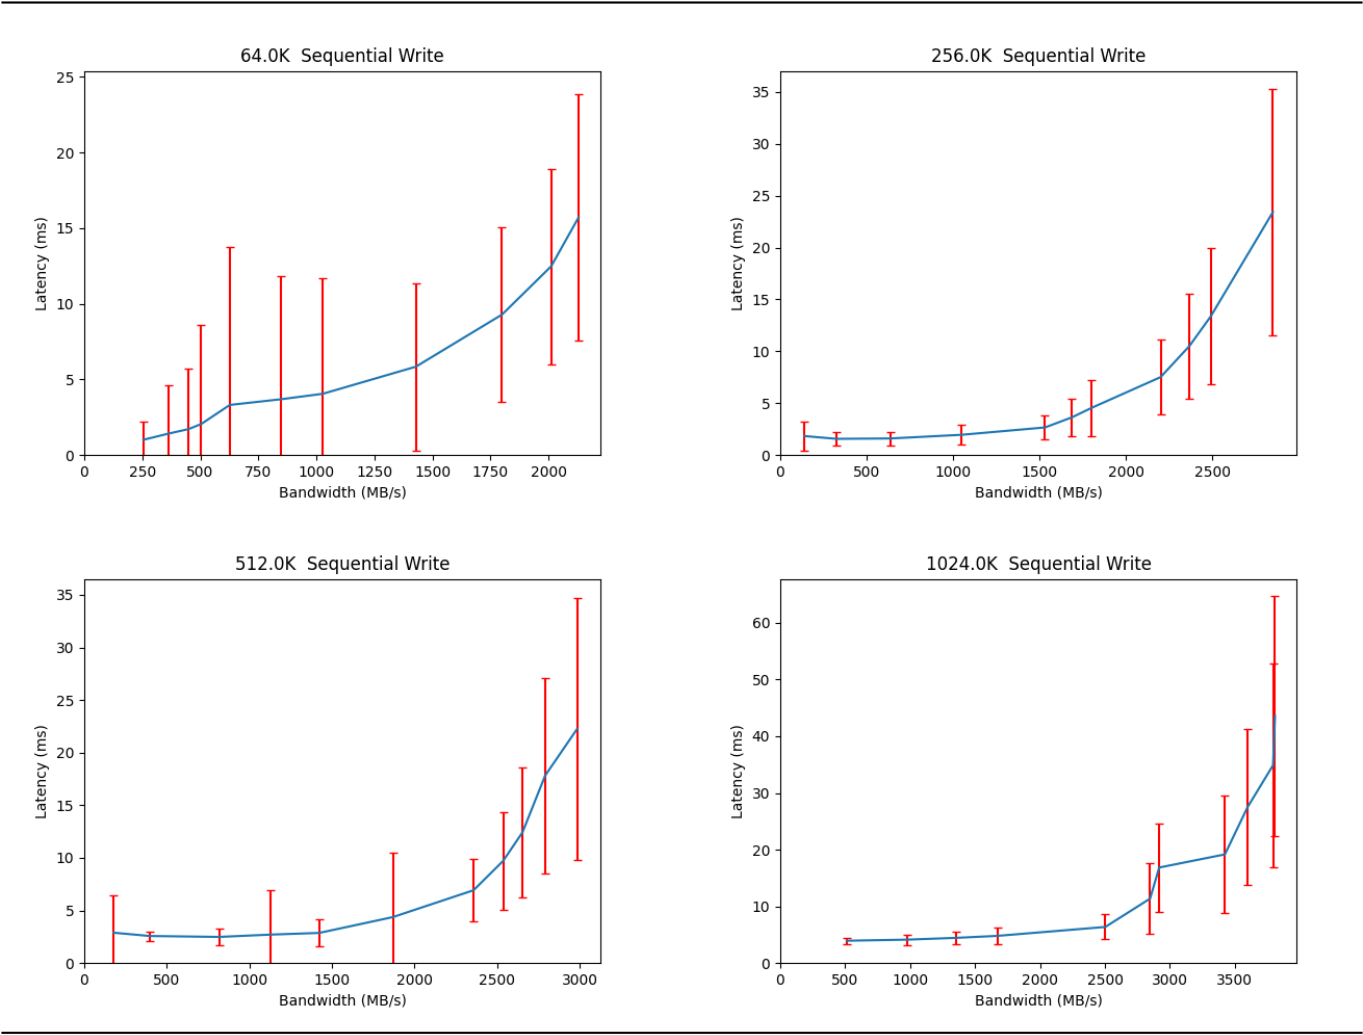 64.0K  Sequential Write
25
20
15
10
5
0
Latency (ms)
0 250 500 750 1000 1250 1500 1750 2000
Bandwidth (MB/s)
256.0K  Sequential Write
35
30
25
20
15
10
5
0
Latency (ms)
0 500 1000 1500 2000 2500
Bandwidth (MB/s)
512.0K  Sequential Write
35
30
25
20
15
10
5
0
Latency (ms)
0 500 1000 1500 2000 2500 3000
Bandwidth (MB/s)
1024.0K  Sequential Write
60
50
40
30
20
10
0
Latency (ms)
0 500 1000 1500 2000 2500 3000 3500
Bandwidth (MB/s)